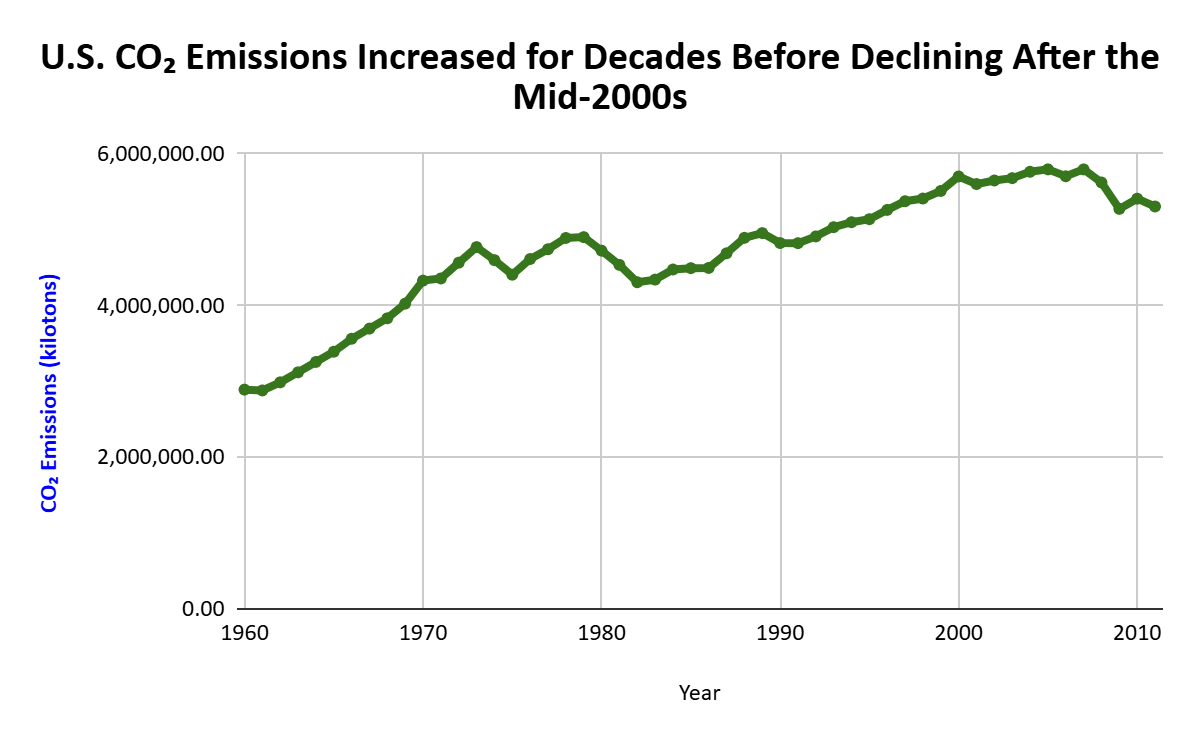 U.S. CO₂ Emissions Increased for Decades Before Declining After the
Mid-2000s
6,000,000.00
4,000,000.00
2,000,000.00
0.00
CO₂ Emissions (kilotons)
1960 1970 1980 1990 2000 2010
Year